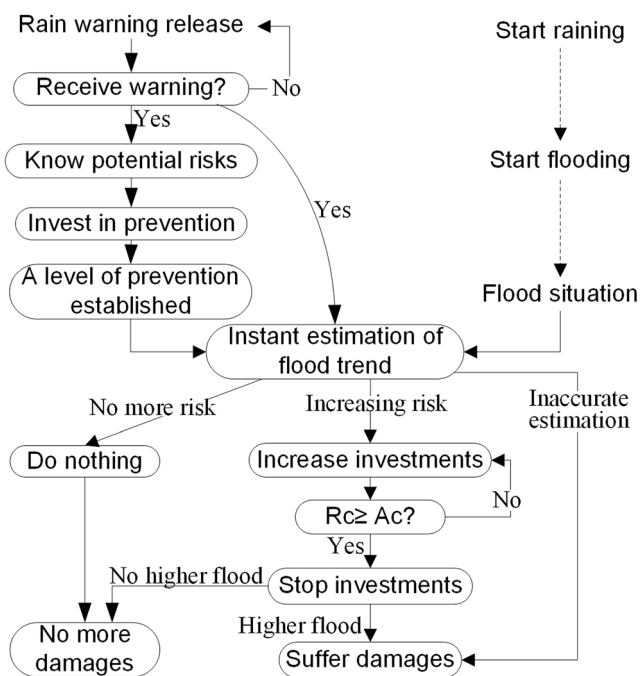 Rain warning release
Start raining
Receive warning?
No
Yes
Know potential risks
Start flooding
Invest in prevention
Yes
A level of prevention
established
Flood situation
Instant estimation of
flood trend
No more risk
Increasing risk
Inaccurate
estimation
Do nothing
Increase investments
No
Rc≥ Ac?
Yes
No higher flood
Stop investments
Higher flood
No more
damages
Suffer damages